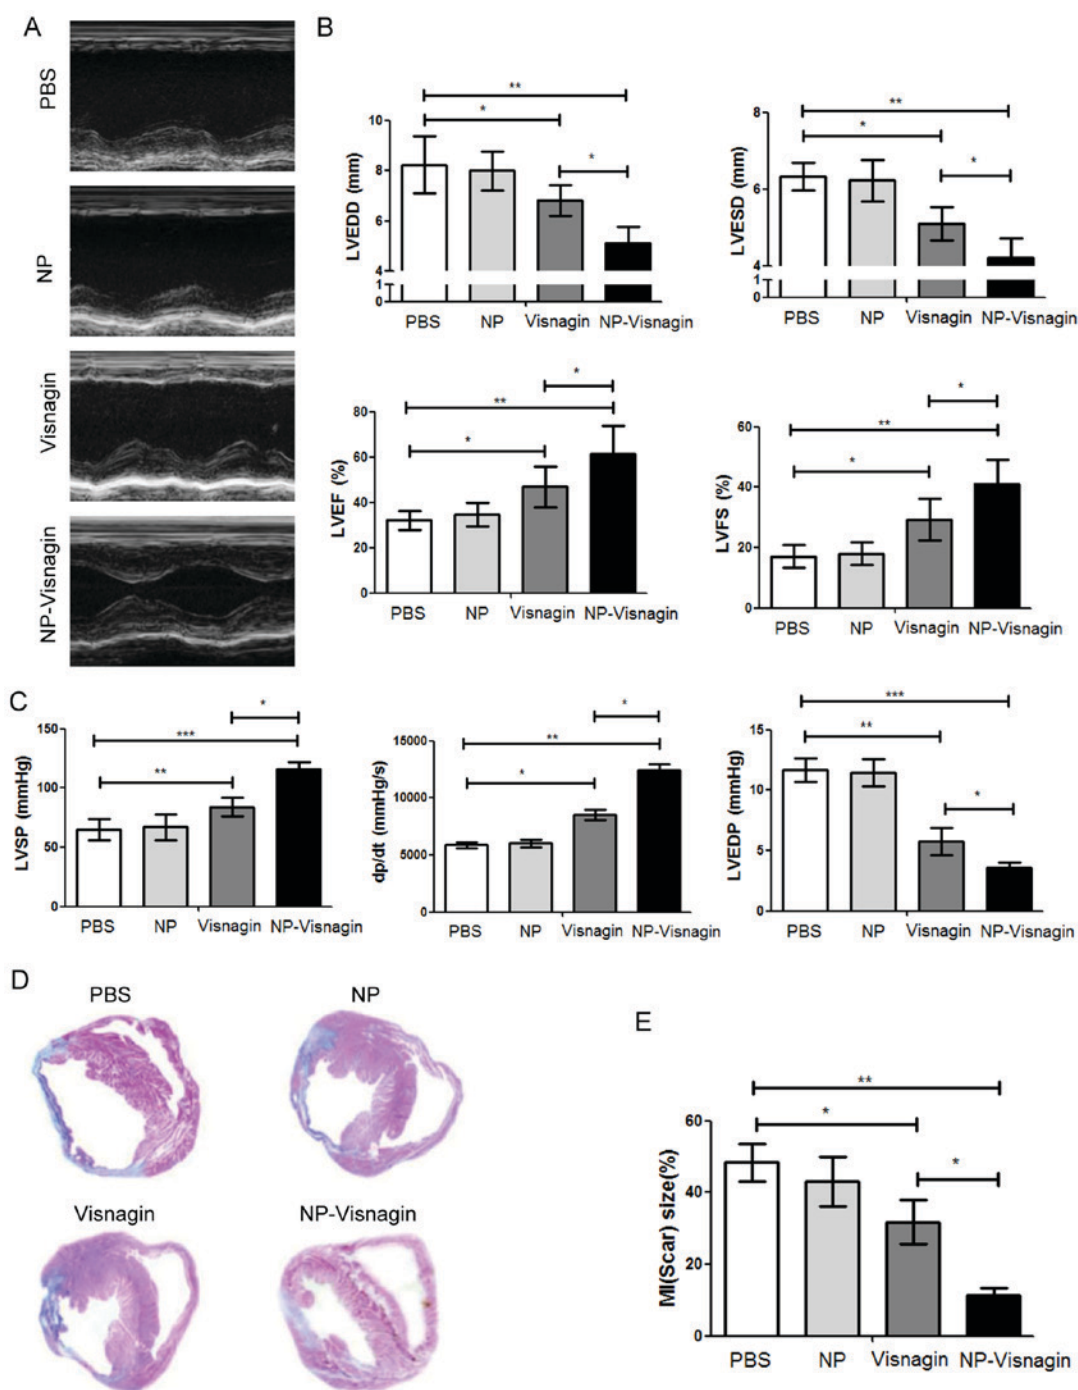 A
PBS
NP
Visnagin
NP-Visnagin
B
**
*
*
10
8
6
4
1
0
LVEDD (mm)
PBS NP Visnagin NP-Visnagin
**
*
*
8
6
4
1
0
LVESD (mm)
PBS NP Visnagin NP-Visnagin
*
**
*
80
60
40
20
0
LVEF (%)
PBS NP Visnagin NP-Visnagin
*
**
*
60
40
20
0
LVFS (%)
PBS NP Visnagin NP-Visnagin
C
*
***
**
150
100
50
0
LVSP (mmHg)
PBS NP Visnagin NP-Visnagin
*
**
*
15000
10000
5000
0
dp/dt (mmHg/s)
PBS NP Visnagin NP-Visnagin
***
**
*
15
10
5
0
LVEDP (mmHg)
PBS NP Visnagin NP-Visnagin
D
PBS NP
Visnagin NP-Visnagin
E
**
*
*
60
40
20
0
MI(Scar) size(%)
PBS NP Visnagin NP-Visnagin